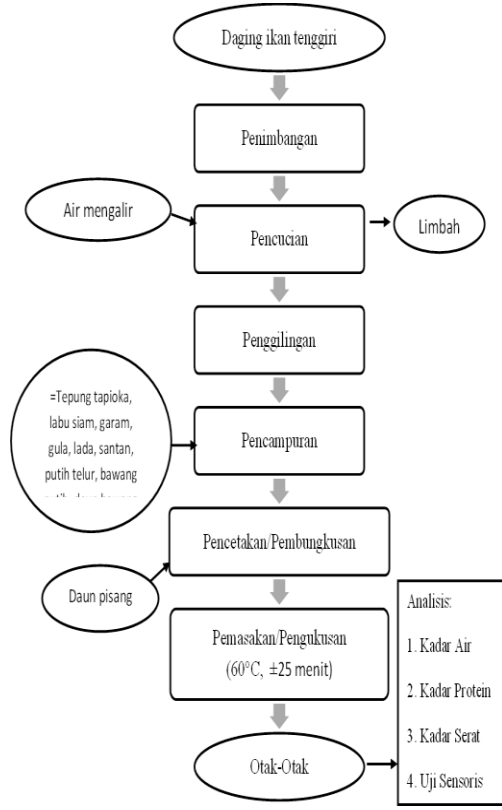 Daging ikan tenggiri
Penimbangan
Air mengalir
Pencucian
Limbah
Penggilingan
=Tepung tapioka,
labu siam, garam,
gula, lada, santan,
putih telur, bawang
Pencampuran
Pencetakan/Pembungkusan
Daun pisang
Pemasakan/Pengukusan
(60°C, ±25 menit)
Otak-Otak
Analisis:
1. Kadar Air
2. Kadar Protein
3. Kadar Serat
4. Uji Sensoris